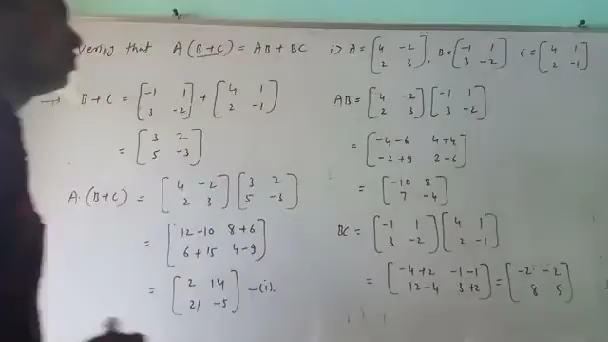 Verify that A(B+C) = AB + BC i) A = [4 -2; 2 3], B = [-1 1; 3 -2] C = [4 1; 2 -1]
→ B+C = [-1 1; 3 -2] + [4 1; 2 -1]
= [3 2; 5 -3]
A·(B+C) = [4 -2; 2 3] [3 2; 5 -3]
= [12-10 8+6; 6+15 4-9]
= [2 14; 21 -5] —(i).
AB = [4 -2; 2 3] [-1 1; 3 -2]
= [-4-6 4+4; -2+9 2-6]
= [-10 8; 7 -4]
BC = [-1 1; 3 -2] [4 1; 2 -1]
= [-4+2 -1-1; 12-4 3+2] = [-2 -2; 8 5]